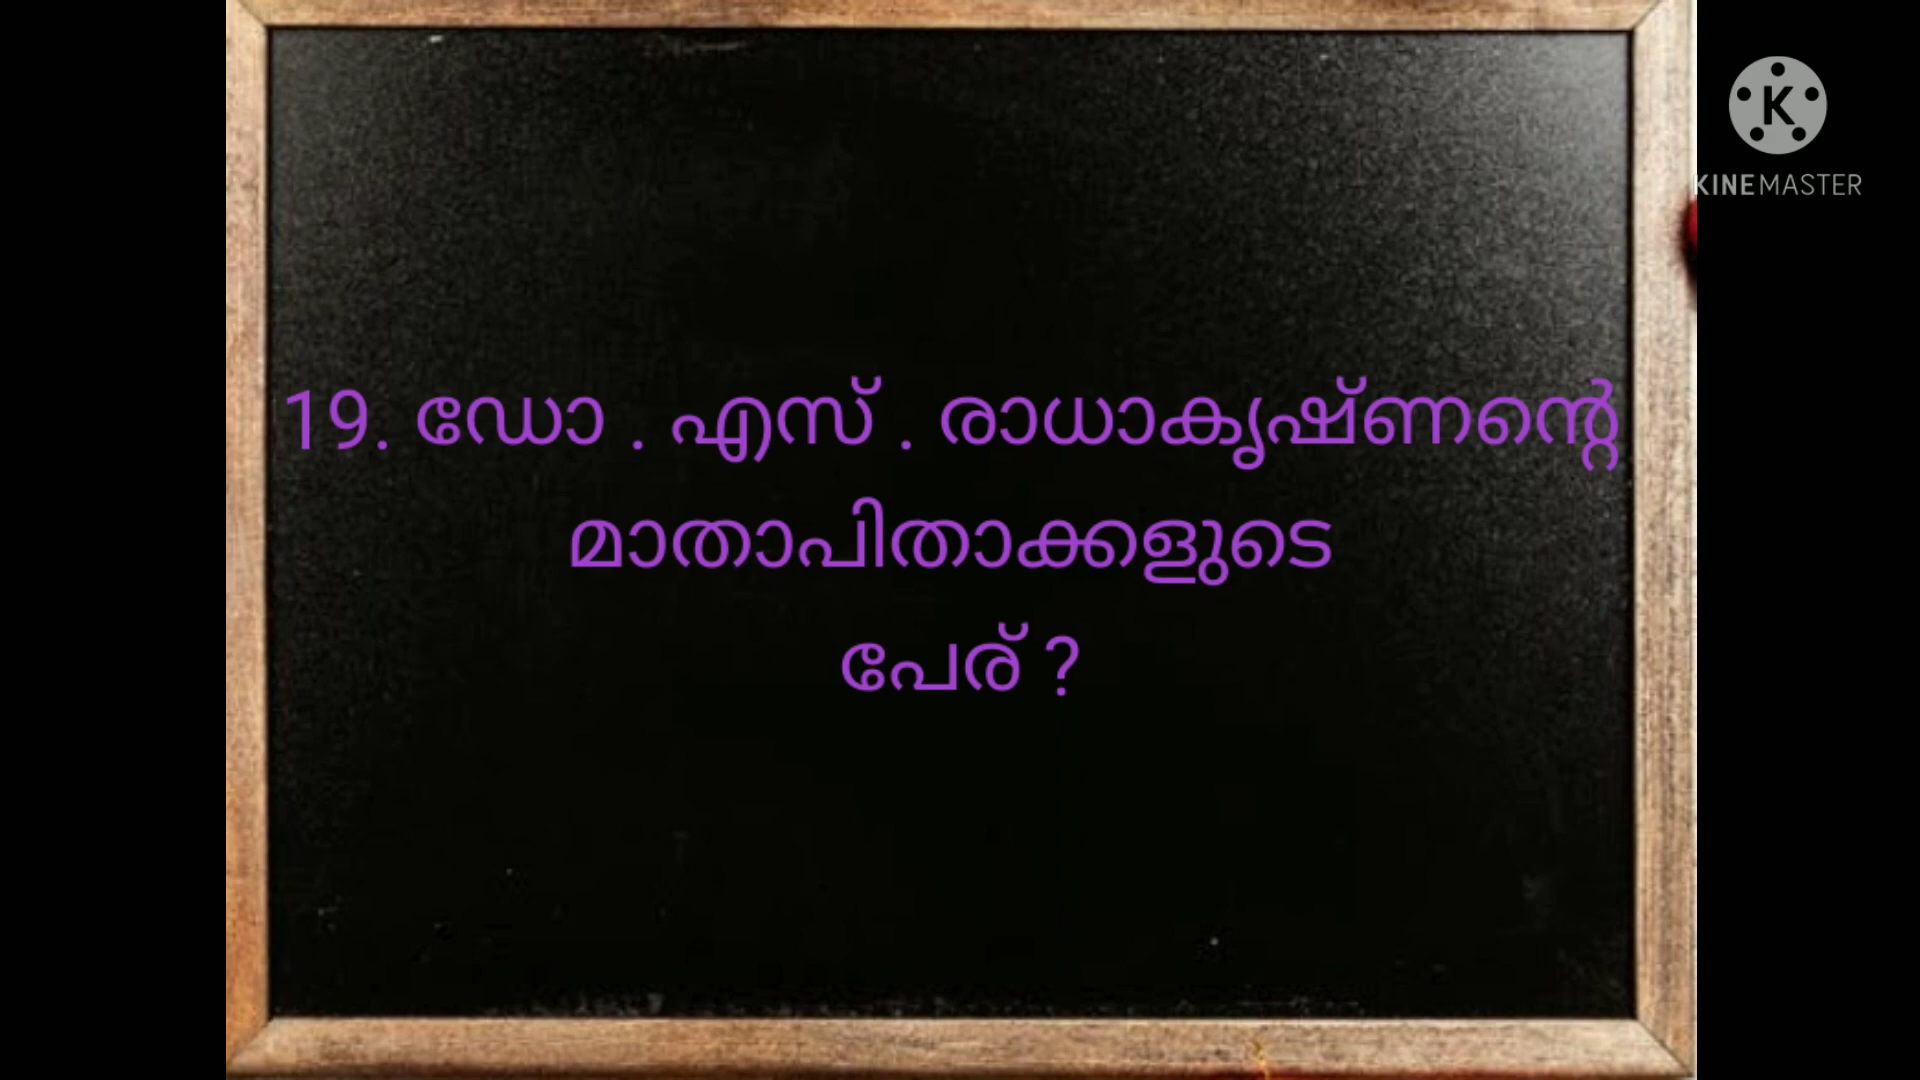 19. ഡോ . എസ് . രാധാകൃഷ്ണന്റെ
മാതാപിതാക്കളുടെ
പേര് ?
K
KINEMASTER